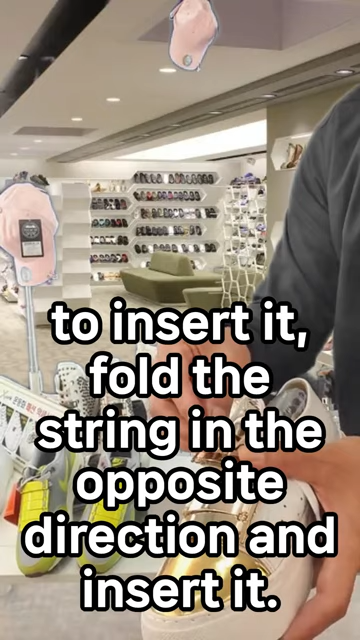 to insert it,
fold the
string in the
opposite
direction and
insert it.